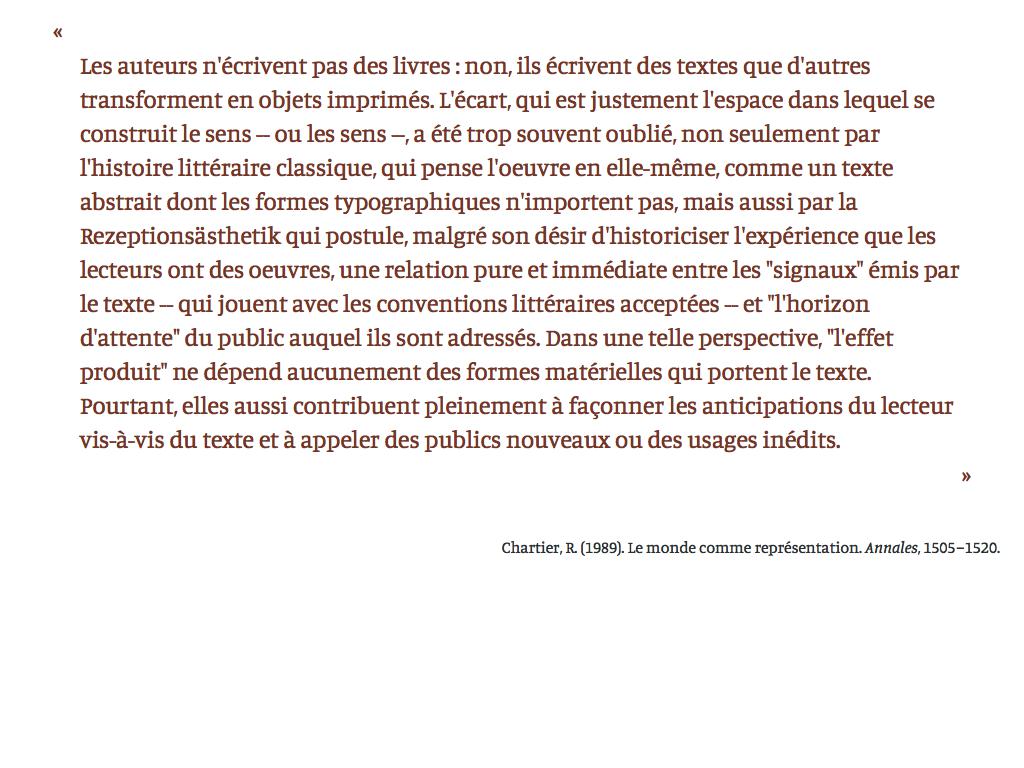 «
Les auteurs n'écrivent pas des livres : non, ils écrivent des textes que d'autres
transforment en objets imprimés. L'écart, qui est justement l'espace dans lequel se
construit le sens — ou les sens —, a été trop souvent oublié, non seulement par
l'histoire littéraire classique, qui pense l'oeuvre en elle-même, comme un texte
abstrait dont les formes typographiques n'importent pas, mais aussi par la
Rezeptionsästhetik qui postule, malgré son désir d'historiciser l'expérience que les
lecteurs ont des oeuvres, une relation pure et immédiate entre les "signaux" émis par
le texte — qui jouent avec les conventions littéraires acceptées — et "l'horizon
d'attente" du public auquel ils sont adressés. Dans une telle perspective, "l'effet
produit" ne dépend aucunement des formes matérielles qui portent le texte.
Pourtant, elles aussi contribuent pleinement à façonner les anticipations du lecteur
vis-à-vis du texte et à appeler des publics nouveaux ou des usages inédits.
»
Chartier, R. (1989). Le monde comme représentation. Annales, 1505–1520.